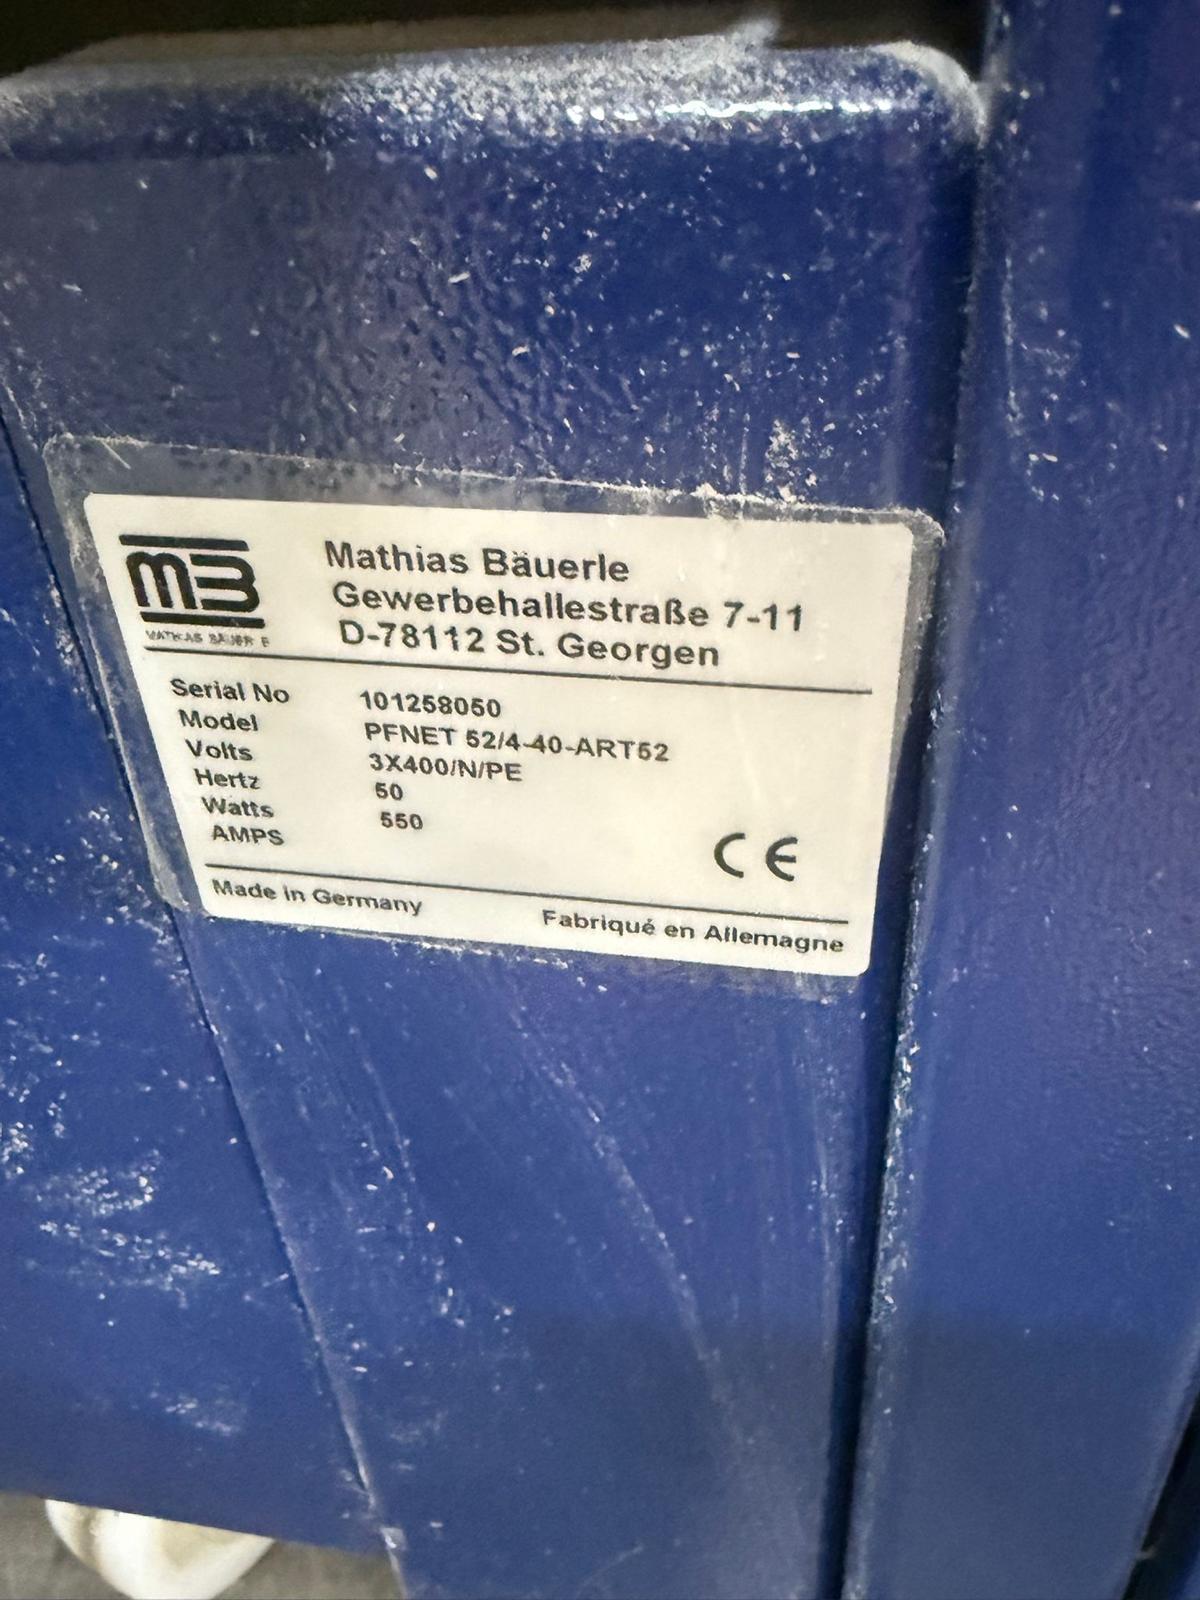 mB
MATHIAS BÄUERLE
Mathias Bäuerle
Gewerbehallestraße 7-11
D-78112 St. Georgen
Serial No 101258050
Model PFNET 52/4-40-ART52
Volts 3X400/N/PE
Hertz 50
Watts 550
AMPS
CE
Made in Germany Fabriqué en Allemagne